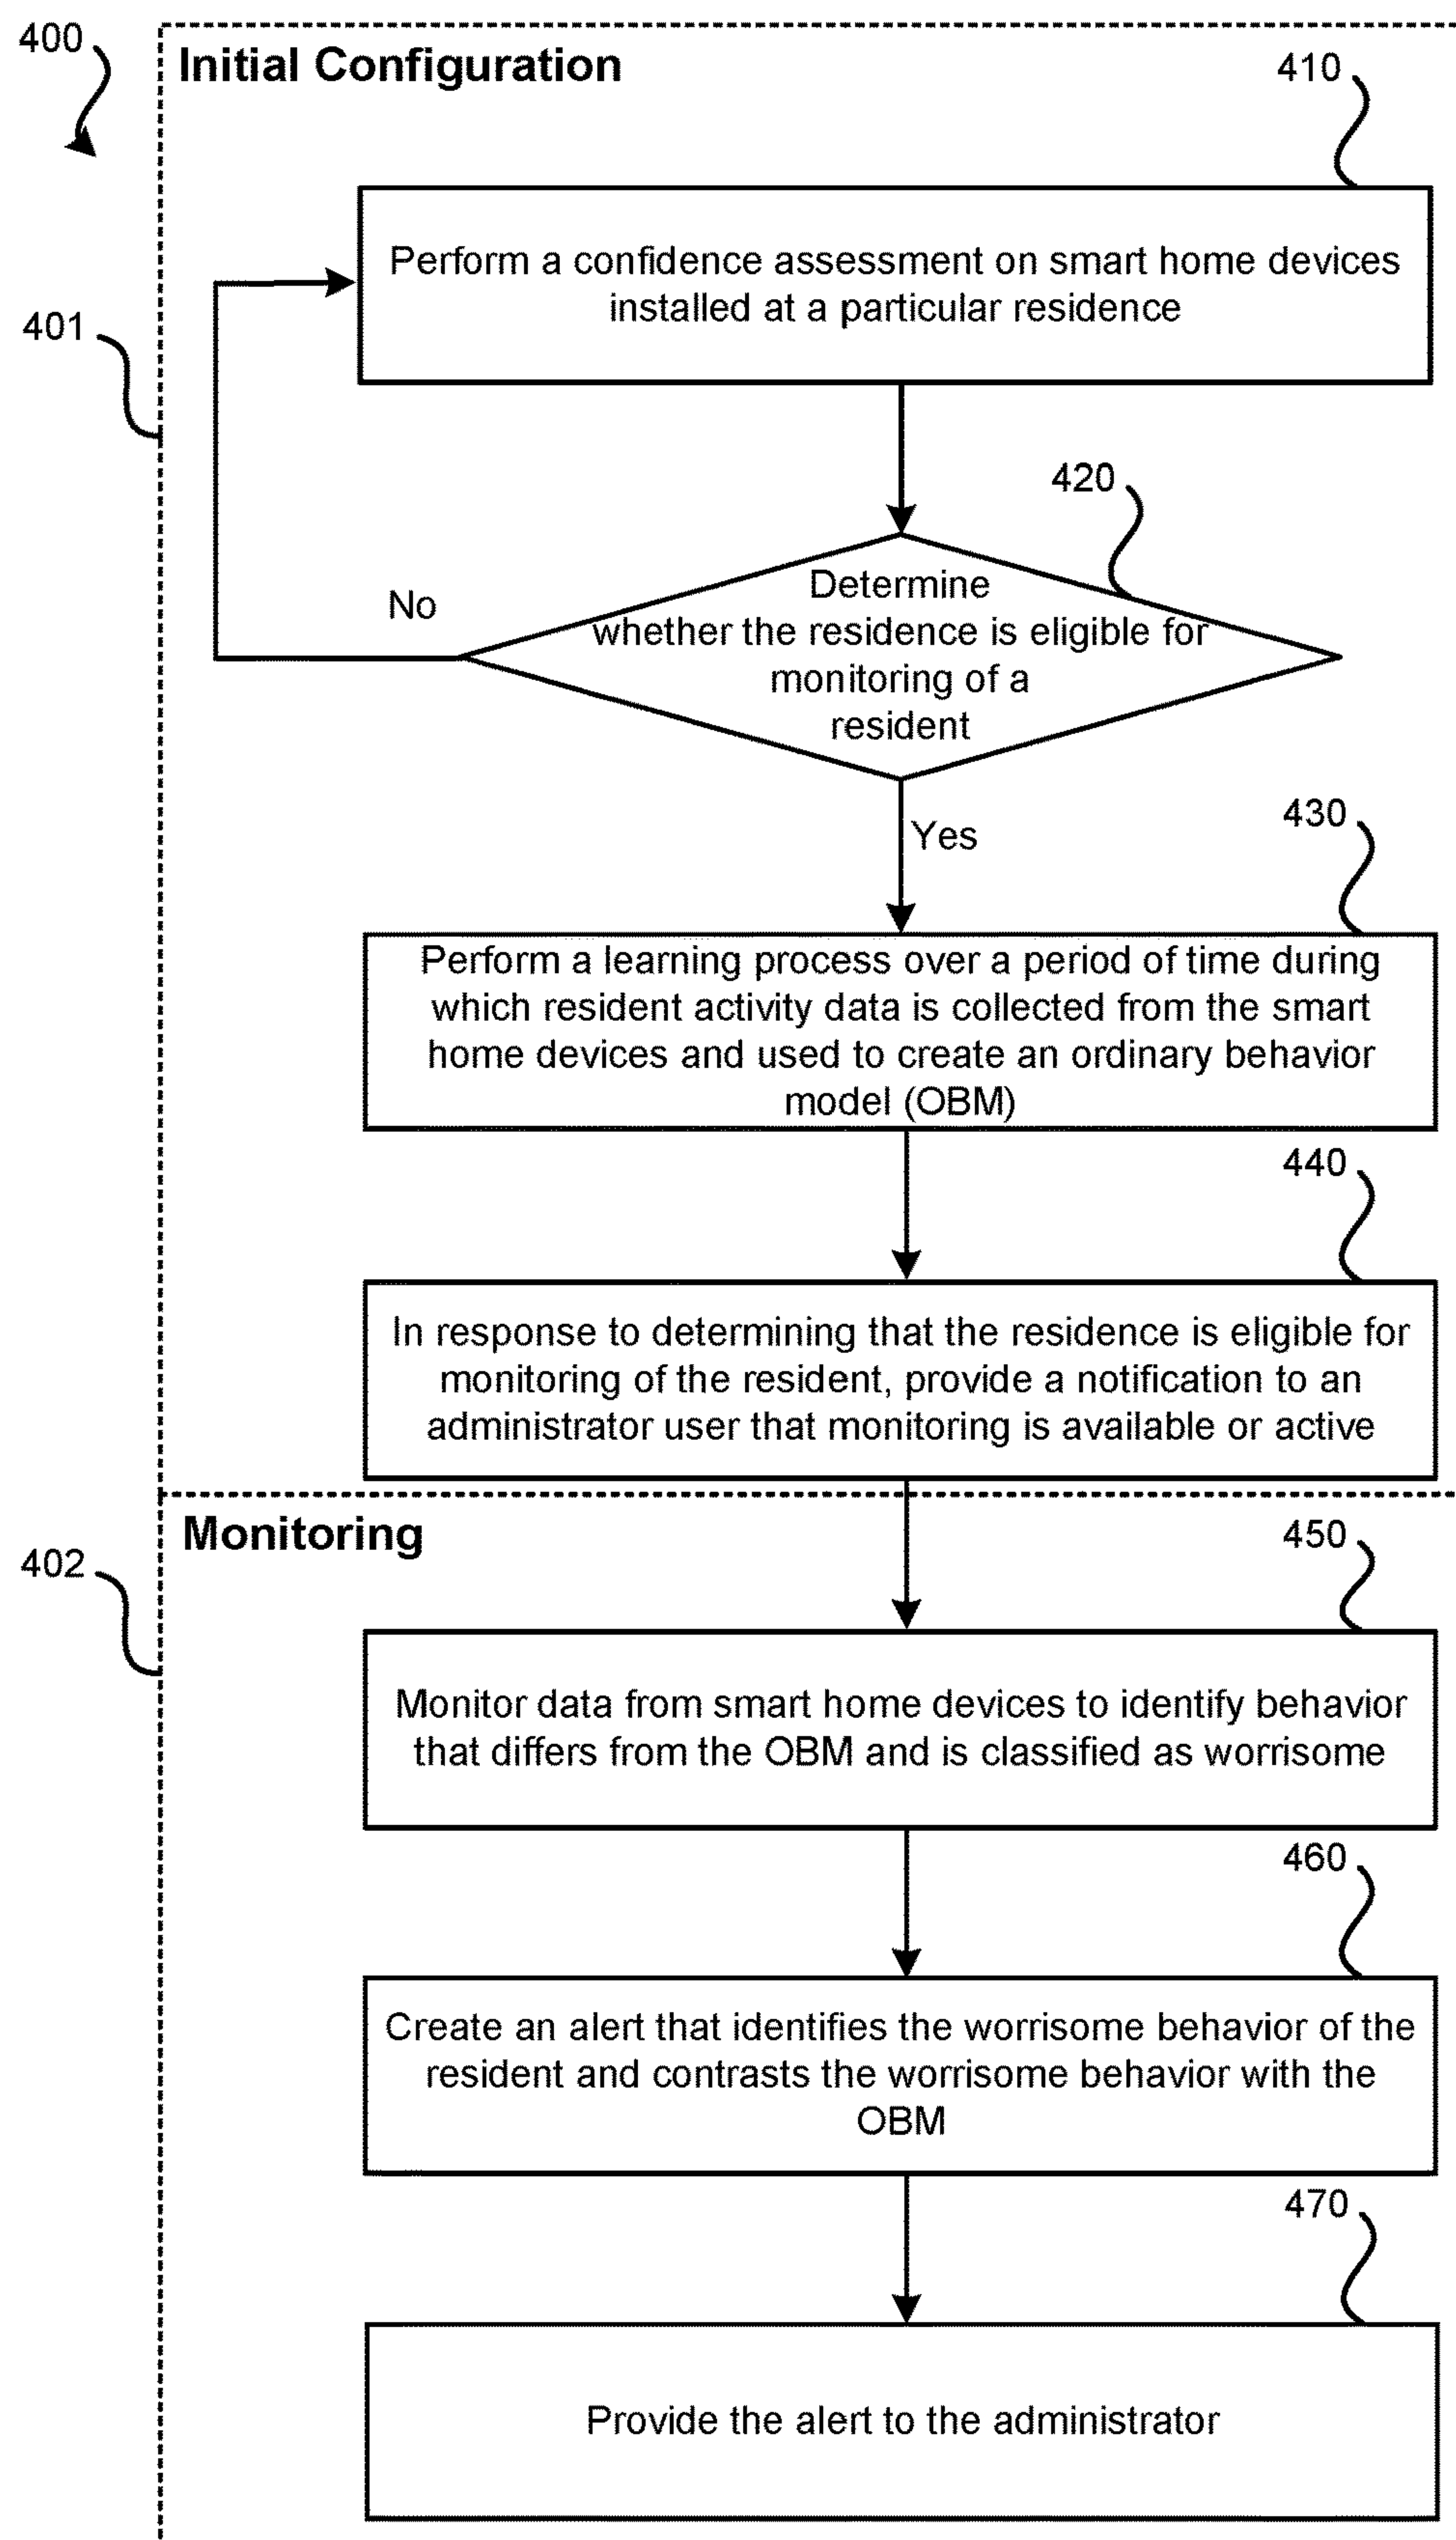 400
Initial Configuration
410
Perform a confidence assessment on smart home devices
installed at a particular residence
401
420
No
Determine
whether the residence is eligible for
monitoring of a
resident
Yes
430
Perform a learning process over a period of time during
which resident activity data is collected from the smart
home devices and used to create an ordinary behavior
model (OBM)
440
In response to determining that the residence is eligible for
monitoring of the resident, provide a notification to an
administrator user that monitoring is available or active
Monitoring
450
402
Monitor data from smart home devices to identify behavior
that differs from the OBM and is classified as worrisome
460
Create an alert that identifies the worrisome behavior of the
resident and contrasts the worrisome behavior with the
OBM
470
Provide the alert to the administrator